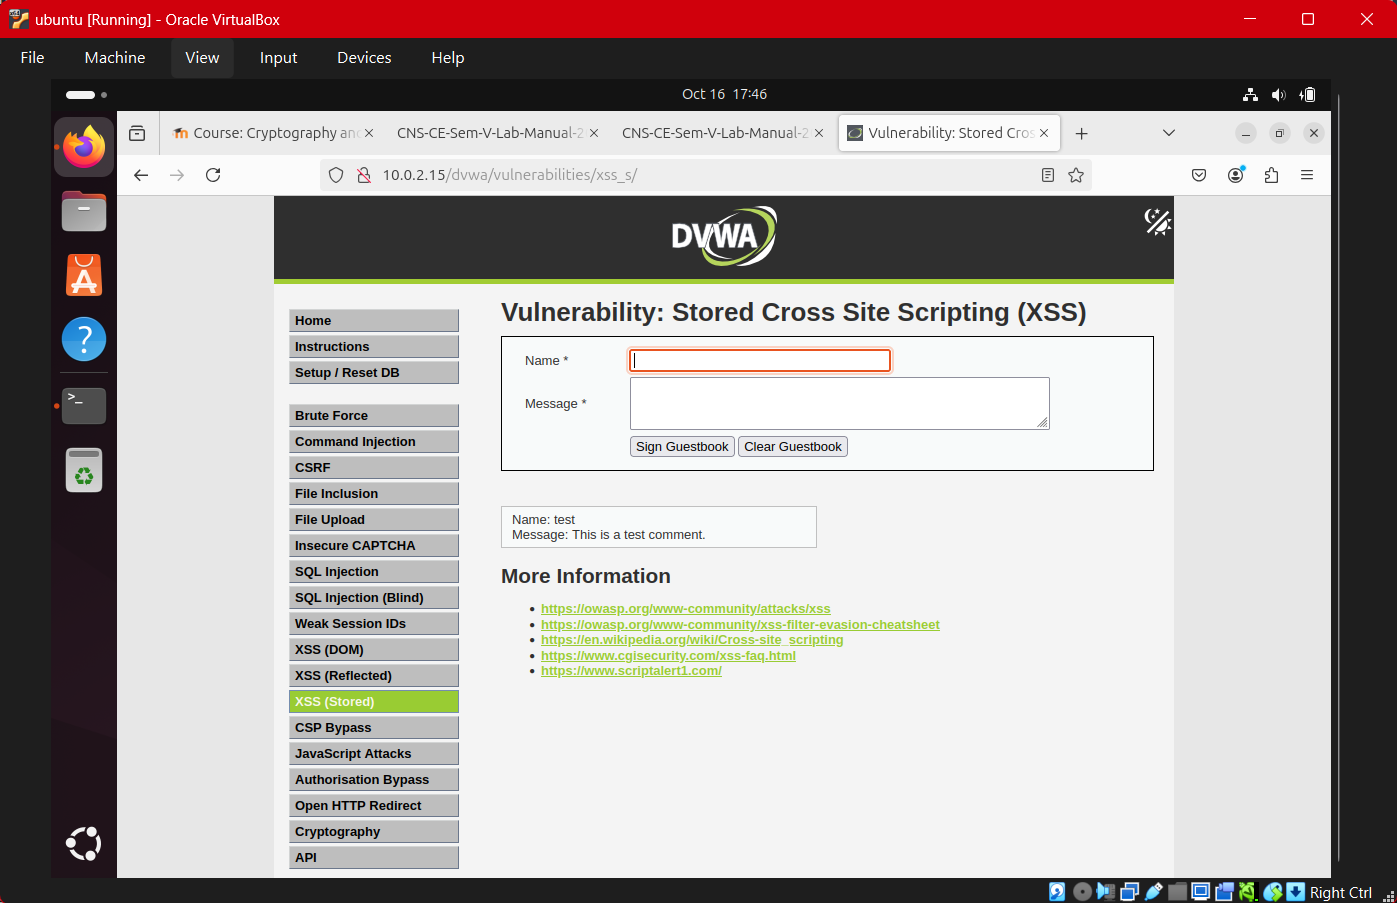 ubuntu [Running] - Oracle VirtualBox
File Machine View Input Devices Help
Oct 16 17:46
Course: Cryptography and
CNS-CE-Sem-V-Lab-Manual-2
CNS-CE-Sem-V-Lab-Manual-2
Vulnerability: Stored Cros
10.0.2.15/dvwa/vulnerabilities/xss_s/
DVWA
Home
Instructions
Setup / Reset DB
Brute Force
Command Injection
CSRF
File Inclusion
File Upload
Insecure CAPTCHA
SQL Injection
SQL Injection (Blind)
Weak Session IDs
XSS (DOM)
XSS (Reflected)
XSS (Stored)
CSP Bypass
JavaScript Attacks
Authorisation Bypass
Open HTTP Redirect
Cryptography
API
Vulnerability: Stored Cross Site Scripting (XSS)
Name *
Message *
Sign Guestbook Clear Guestbook
Name: test
Message: This is a test comment.
More Information
• https://owasp.org/www-community/attacks/xss
• https://owasp.org/www-community/xss-filter-evasion-cheatsheet
• https://en.wikipedia.org/wiki/Cross-site_scripting
• https://www.cgisecurity.com/xss-faq.html
• https://www.scriptalert1.com/
Right Ctrl